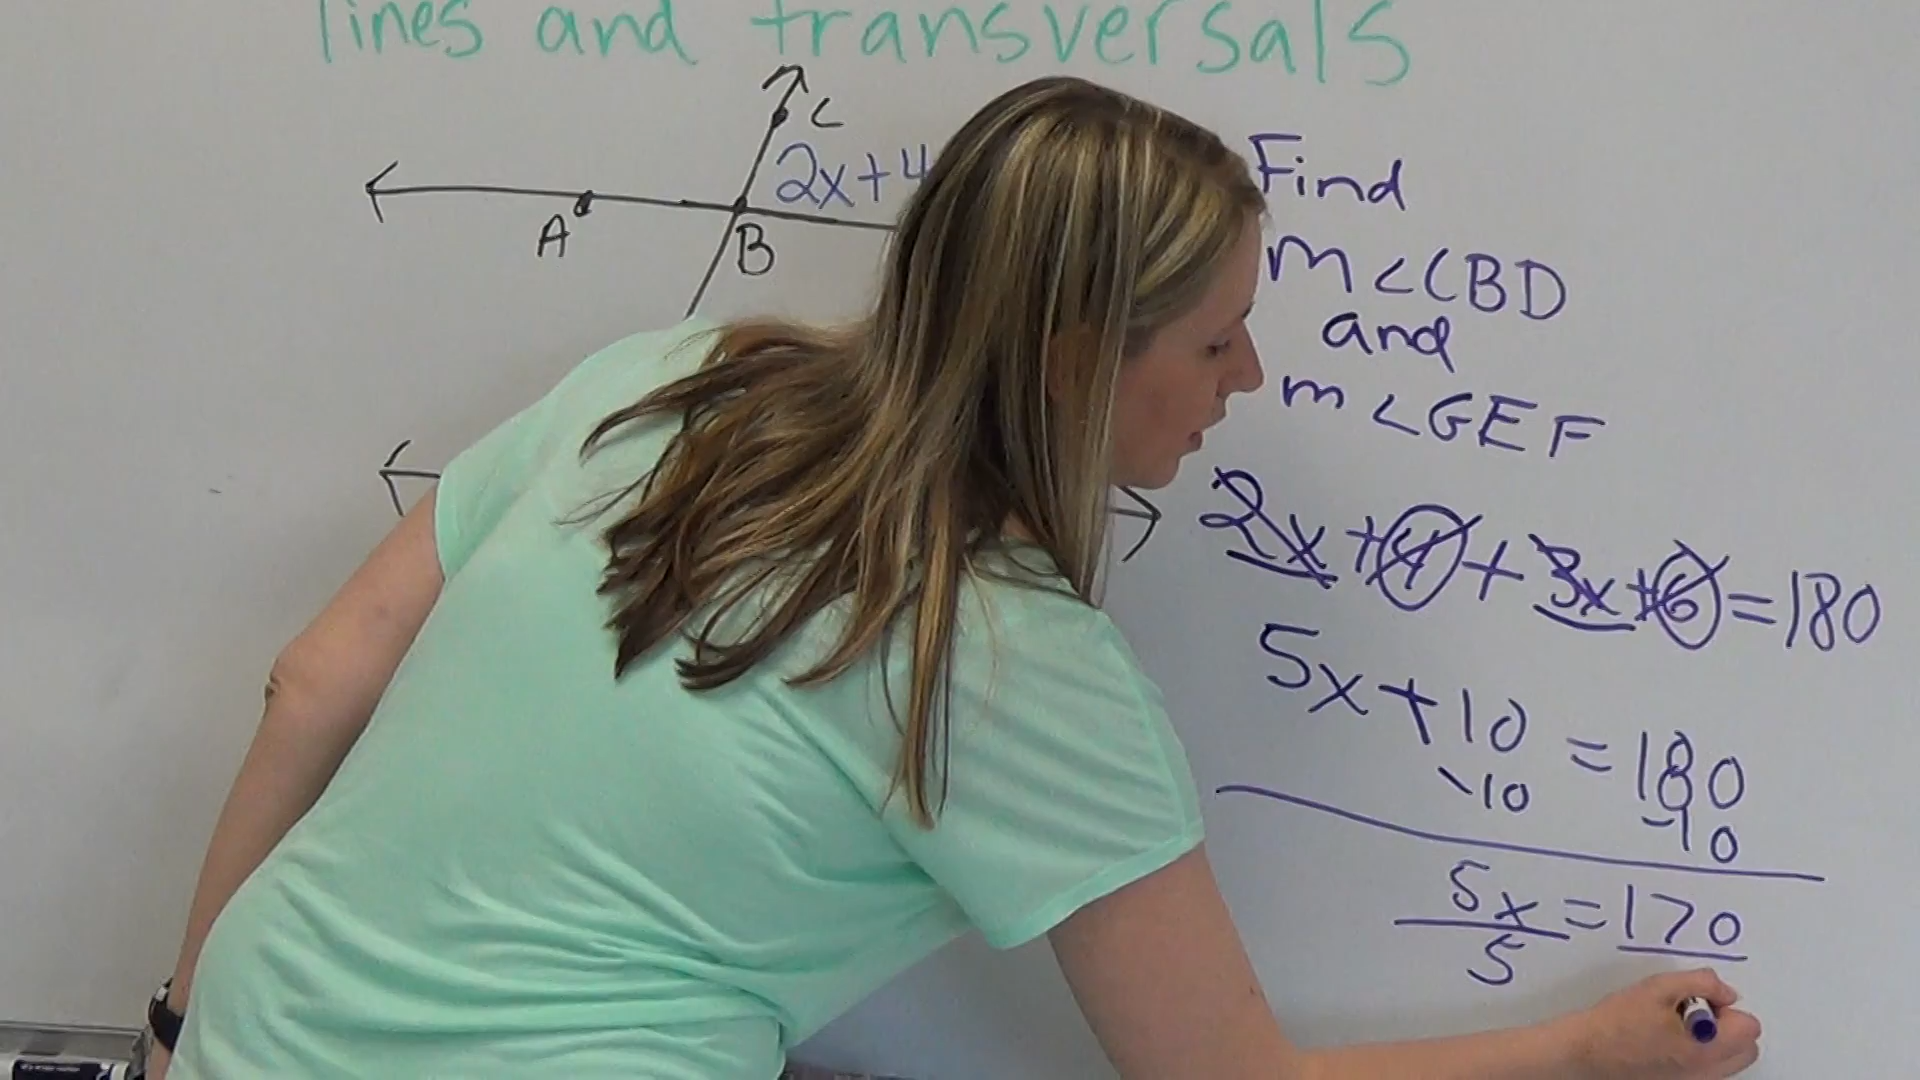 lines and transversals
C
2x+4
A
B
Find
m<CBD
and
m<GEF
2x+4+3x+6=180
5x+10=180
-10 -10
5x=170
5